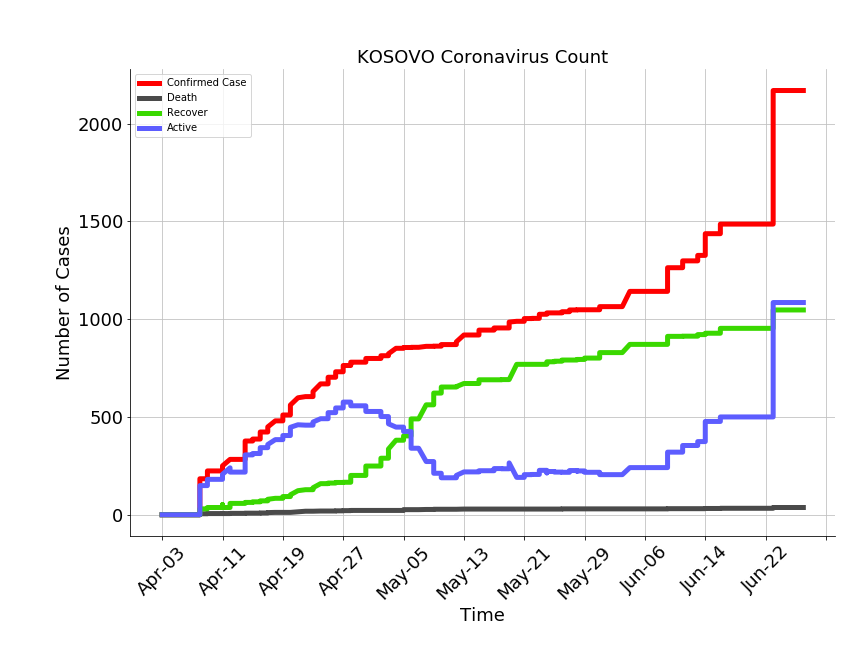 KOSOVO Coronavirus Count
Confirmed Case
Death
Recover
Active
Number of Cases
2000
1500
1000
500
0
Apr-03
Apr-11
Apr-19
Apr-27
May-05
May-13
May-21
May-29
Jun-06
Jun-14
Jun-22
Time